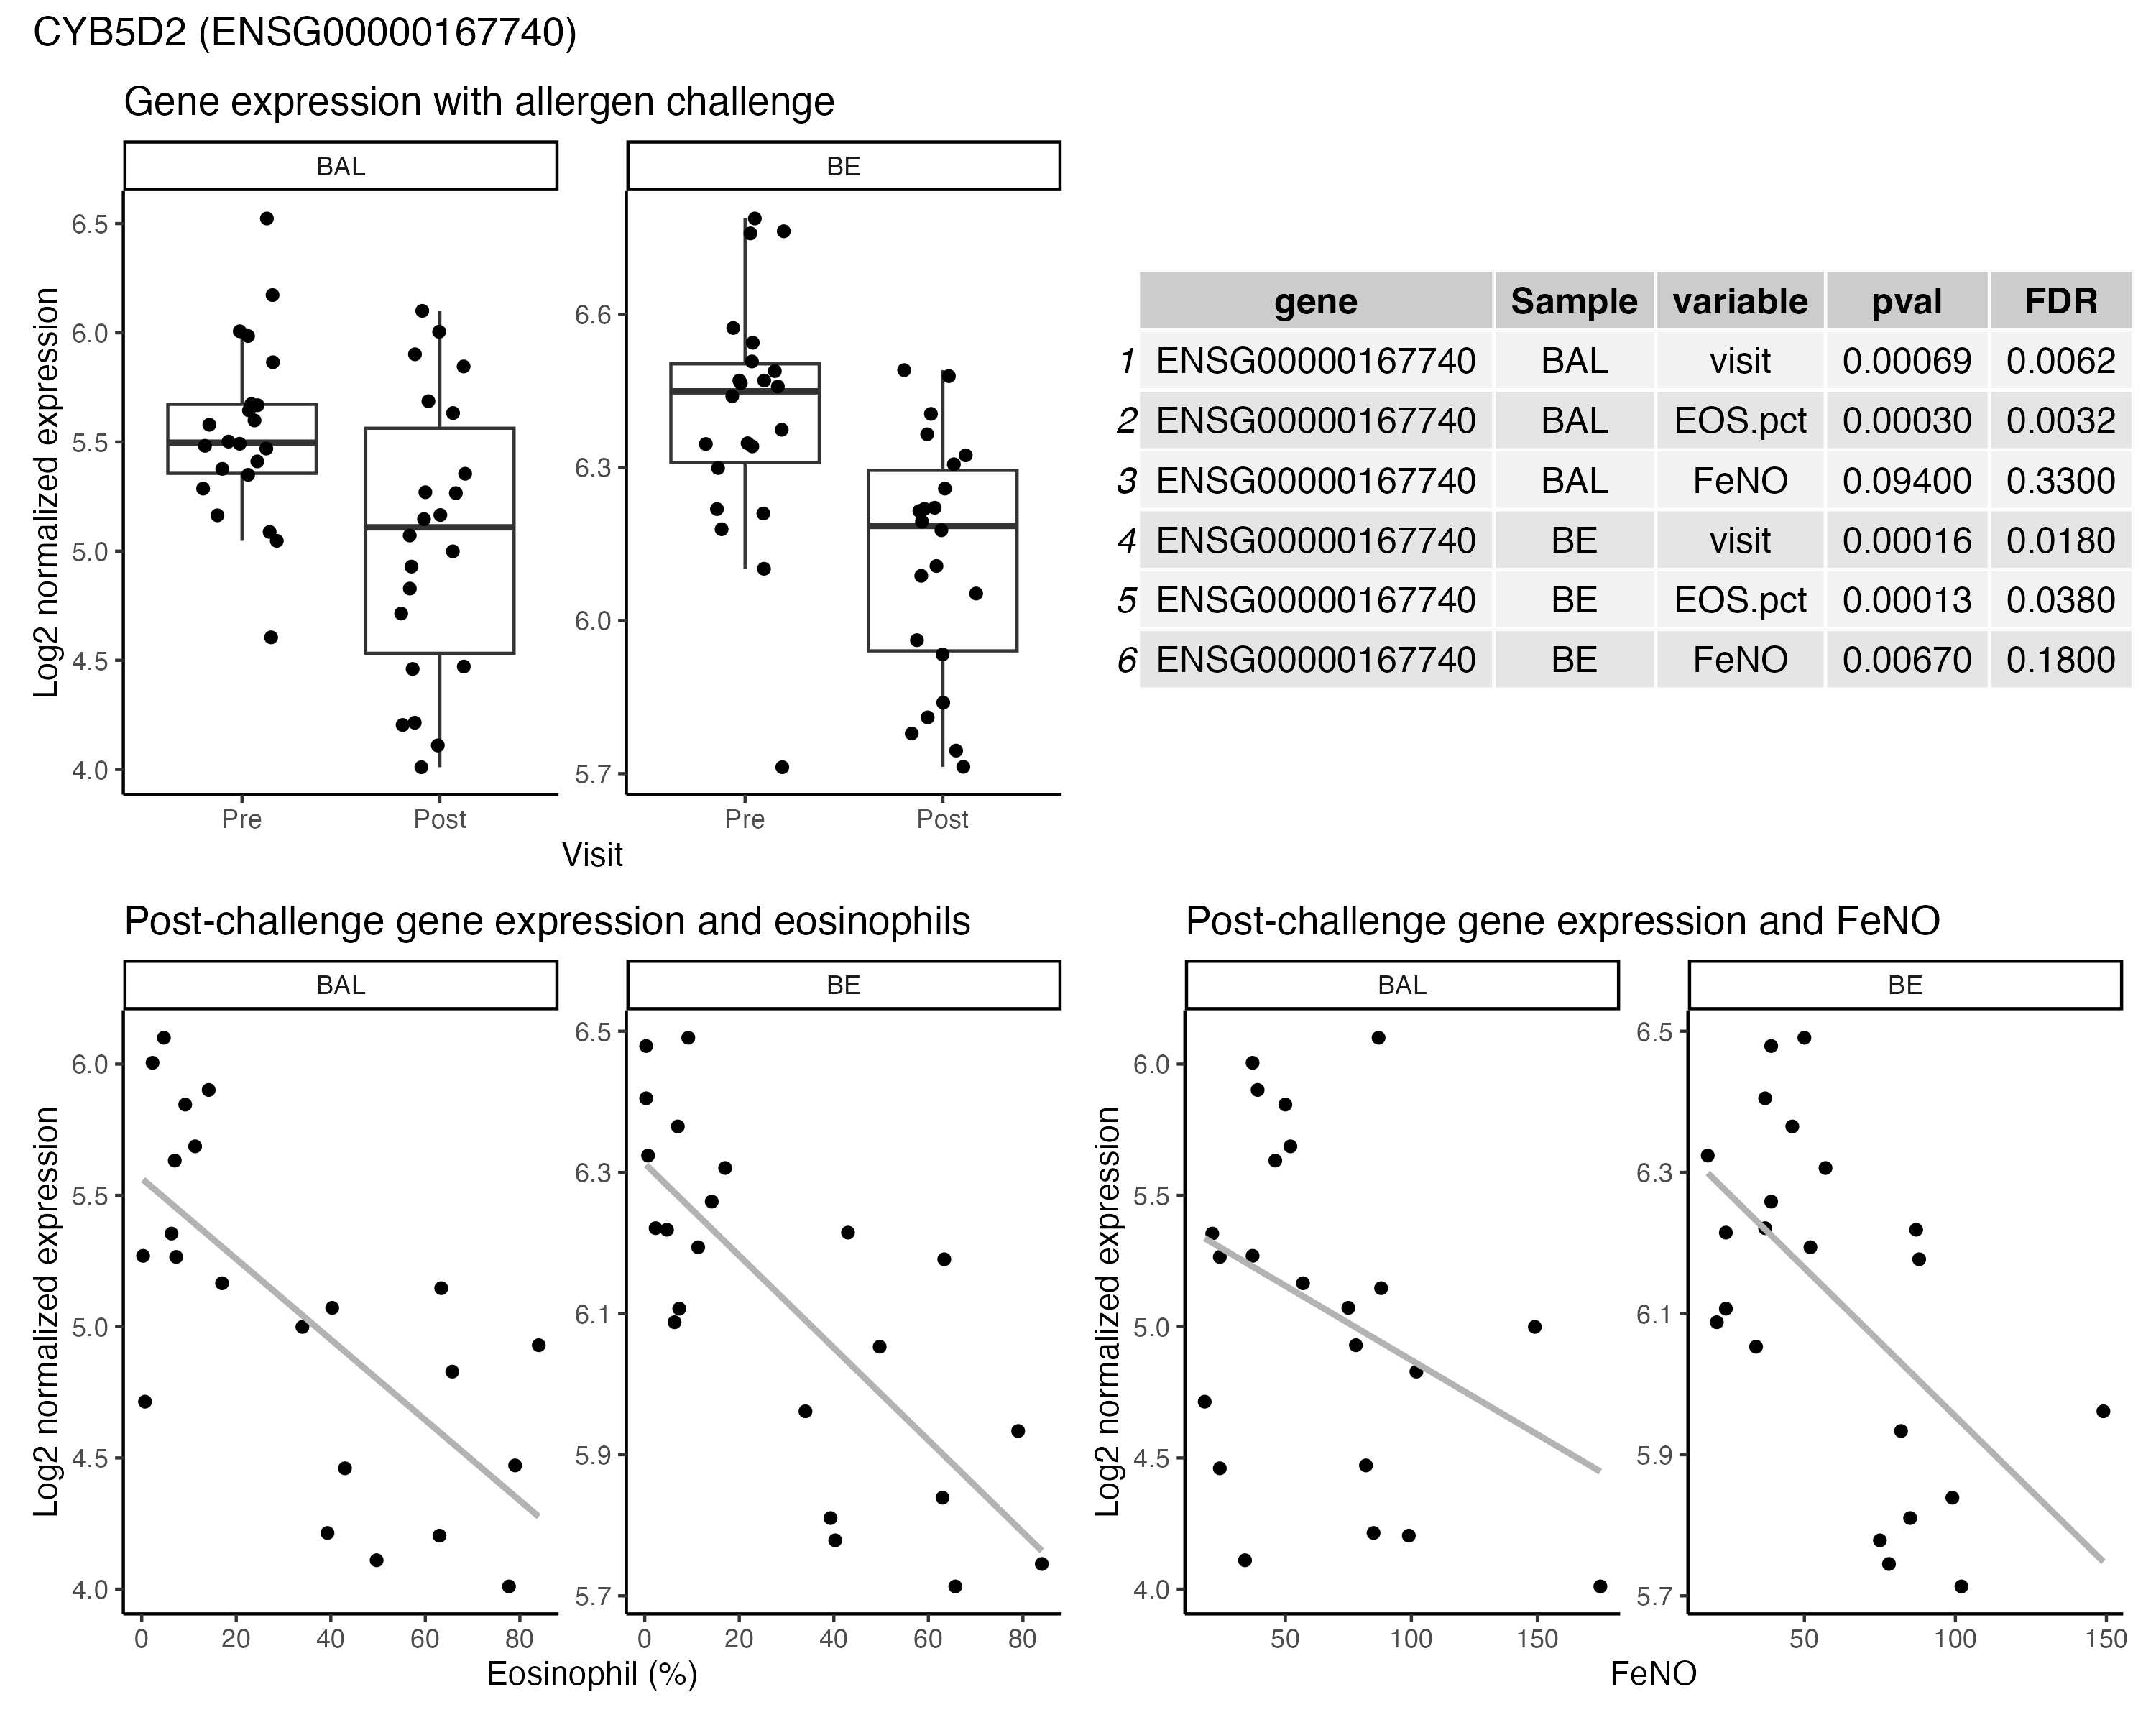 CYB5D2 (ENSG00000167740)
Gene expression with allergen challenge
BAL
BE
Log2 normalized expression
6.5
6.0
5.5
5.0
4.5
4.0
6.6
6.3
6.0
5.7
Pre
Post
Pre
Post
Visit
gene Sample variable pval FDR
1 ENSG00000167740 BAL visit 0.00069 0.0062
2 ENSG00000167740 BAL EOS.pct 0.00030 0.0032
3 ENSG00000167740 BAL FeNO 0.09400 0.3300
4 ENSG00000167740 BE visit 0.00016 0.0180
5 ENSG00000167740 BE EOS.pct 0.00013 0.0380
6 ENSG00000167740 BE FeNO 0.00670 0.1800
Post-challenge gene expression and eosinophils
BAL
BE
Log2 normalized expression
6.0
5.5
5.0
4.5
4.0
6.5
6.3
6.1
5.9
5.7
0 20 40 60 80
0 20 40 60 80
Eosinophil (%)
Post-challenge gene expression and FeNO
BAL
BE
Log2 normalized expression
6.0
5.5
5.0
4.5
4.0
6.5
6.3
6.1
5.9
5.7
50 100 150
50 100 150
FeNO